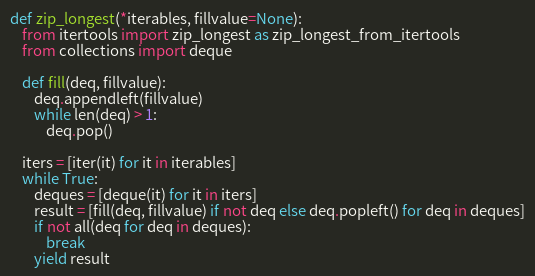 def zip_longest(*iterables, fillvalue=None):
from itertools import zip_longest as zip_longest_from_itertools
from collections import deque
def fill(deq, fillvalue):
deq.appendleft(fillvalue)
while len(deq) > 1:
deq.pop()
iters = [iter(it) for it in iterables]
while True:
deques = [deque(it) for it in iters]
result = [fill(deq, fillvalue) if not deq else deq.popleft() for deq in deques]
if not all(deq for deq in deques):
break
yield result